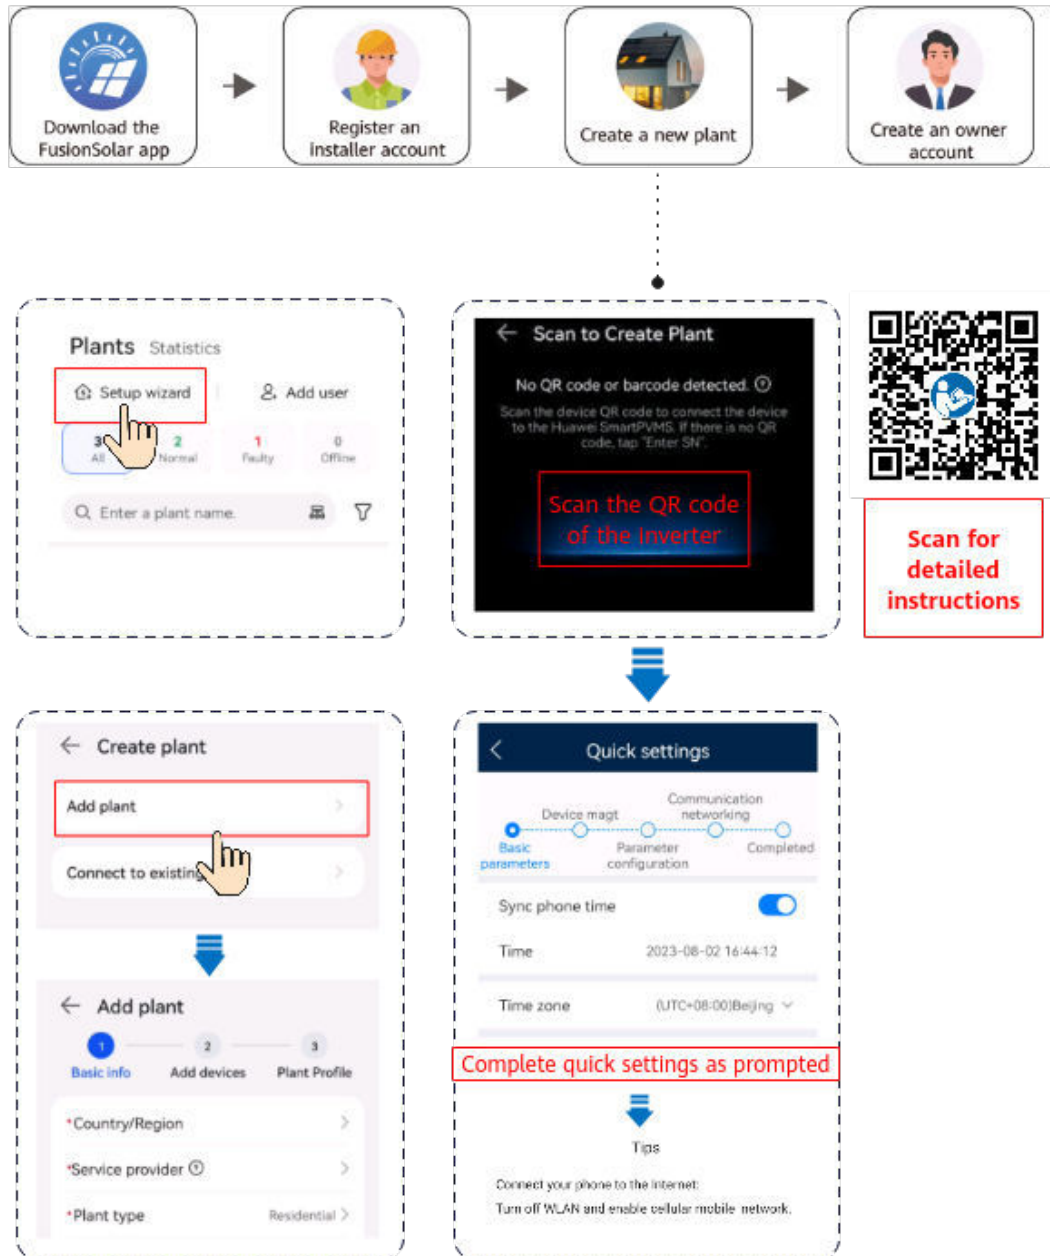 Download the
FusionSolar app
Register an
installer account
Create a new plant
Create an owner
account
Plants Statistics
Setup wizard
Add user
3
All
2
Normal
1
Faulty
0
Offline
Enter a plant name.
Scan to Create Plant
No QR code or barcode detected.
Scan the device QR code to connect the device
to the Huawei SmartPVMS. If there is no QR
code, tap "Enter SN".
Scan the QR code
of the inverter
Scan for
detailed
instructions
Create plant
Add plant
Connect to existing
Add plant
1
2
3
Basic info
Add devices
Plant Profile
*Country/Region
*Service provider
*Plant type
Residential
Quick settings
Device magt
Communication
networking
Basic
parameters
Parameter
configuration
Completed
Sync phone time
Time
2023-08-02 16:44:12
Time zone
(UTC+08:00)Beijing
Complete quick settings as prompted
Tips
Connect your phone to the Internet:
Turn off WLAN and enable cellular mobile network.